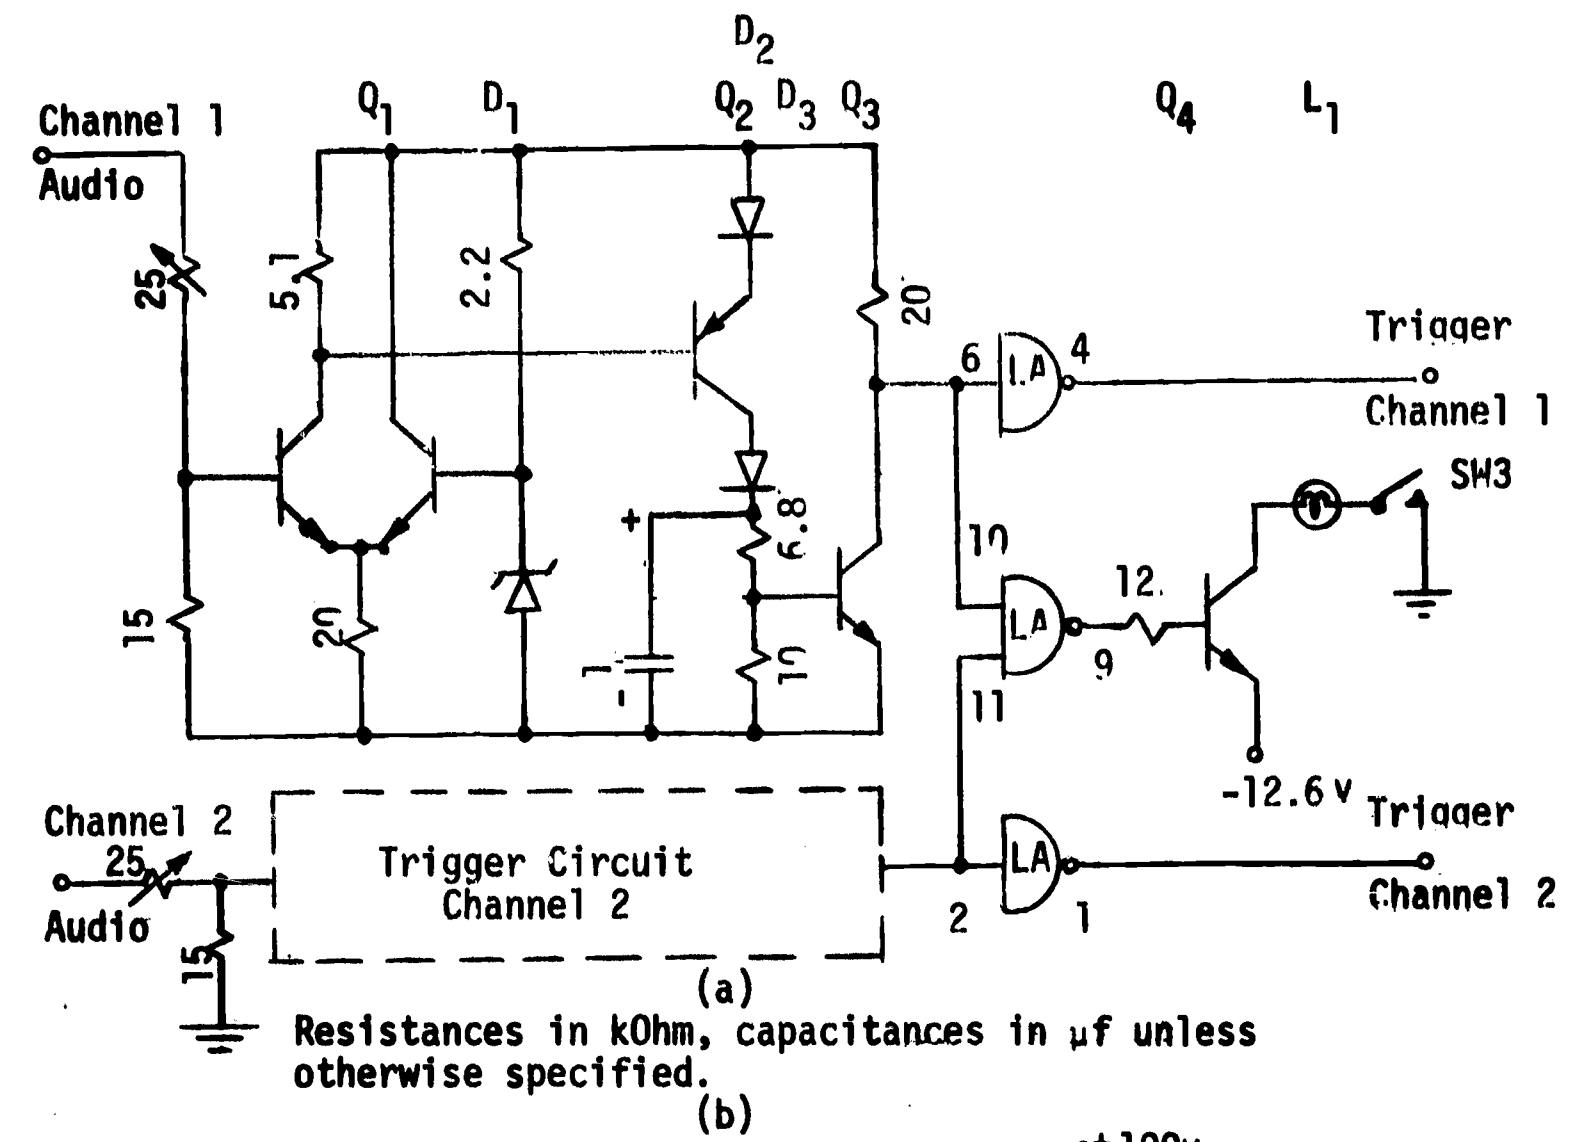 D2
Q1 D1 Q2 D3 Q3 Q4 L1
Channel 1
Audio
25
5.1
2.2
20
6
LA
4
Trigger
Channel 1
SW3
+
6.8
10
12.
LA
9
15
20
1
-
10
11
-12.6 v
Channel 2
25
Audio
15
Trigger Circuit
Channel 2
LA
2
1
Trigger
Channel 2
(a)
Resistances in kOhm, capacitances in µf unless
otherwise specified.
(b)